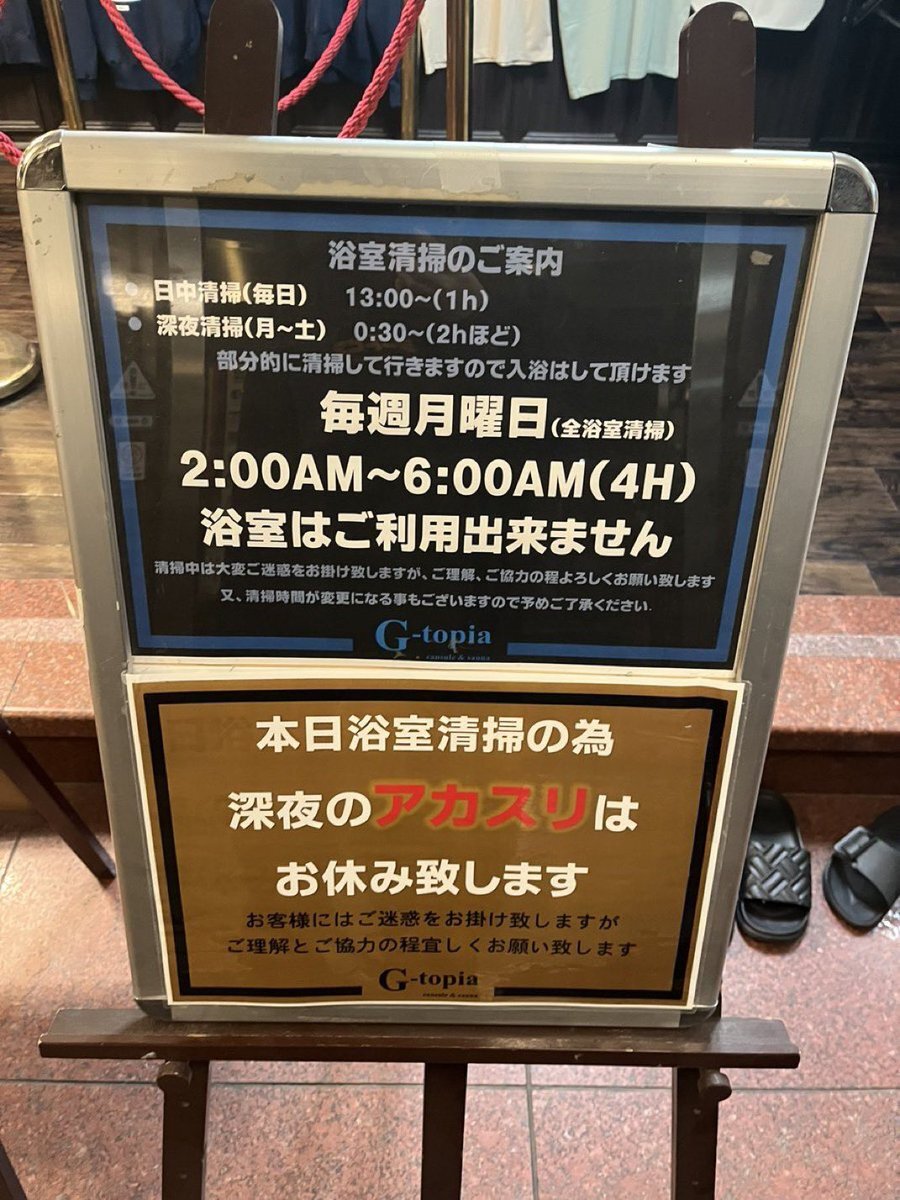 浴室清掃のご案内
● 日中清掃(毎日) 13:00~(1h)
● 深夜清掃(月~土) 0:30~(2hほど)
部分的に清掃して行きますので入浴はして頂けます
毎週月曜日(全浴室清掃)
2:00AM~6:00AM(4H)
浴室はご利用出来ません
清掃中は大変ご迷惑をお掛け致しますが、ご理解、ご協力の程よろしくお願い致します
又、清掃時間が変更になる事もございますので予めご了承ください.
G-topia
capsule & sauna
本日浴室清掃の為
深夜のアカスリは
お休み致します
お客様にはご迷惑をお掛け致しますが
ご理解とご協力の程宜しくお願い致します
G-topia
capsule & sauna